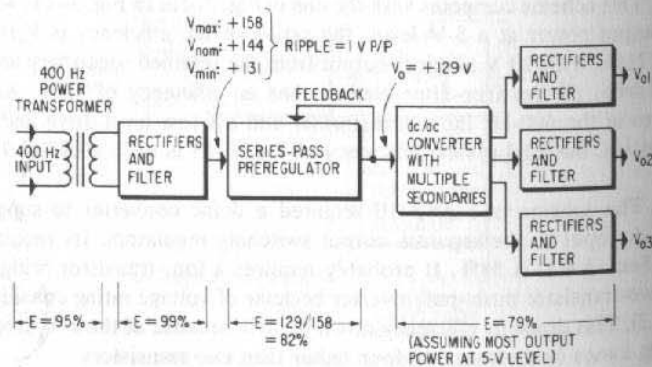 Vmax: +158
Vnom: +144
Vmin: +131
RIPPLE = 1 V P/P
Vo = +129 v
400 HZ
POWER
TRANSFORMER
400 HZ
INPUT
RECTIFIERS
AND
FILTER
FEEDBACK
SERIES-PASS
PREREGULATOR
dc/dc
CONVERTER
WITH
MULTIPLE
SECONDARIES
RECTIFIERS
AND
FILTER
Vo1
RECTIFIERS
AND
FILTER
Vo2
RECTIFIERS
AND
FILTER
Vo3
E = 95%
E = 99%
E = 129/158
= 82%
E = 79%
(ASSUMING MOST OUTPUT
POWER AT 5-V LEVEL)